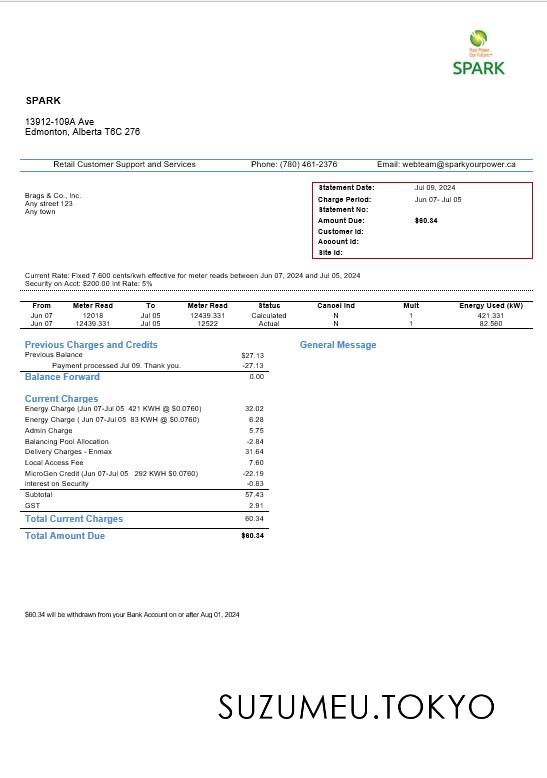 Your Power
Our Future™
SPARK
SPARK
13912-109A Ave
Edmonton, Alberta T6C 276
Retail Customer Support and Services Phone: (780) 461-2376 Email: webteam@sparkyourpower.ca
Brags & Co., Inc.
Any street 123
Any town
Statement Date: Jul 09, 2024
Charge Period: Jun 07- Jul 05
Statement No:
Amount Due: $60.34
Customer Id:
Account Id:
Site Id:
Current Rate: Fixed 7.600 cents/kwh effective for meter reads between Jun 07, 2024 and Jul 05, 2024
Security on Acct: $200.00 Int Rate: 5%
From Meter Read To Meter Read Status Cancel Ind Mult Energy Used (kW)
Jun 07 12018 Jul 05 12439.331 Calculated N 1 421.331
Jun 07 12439.331 Jul 05 12522 Actual N 1 82.560
Previous Charges and Credits
Previous Balance $27.13
Payment processed Jul 09. Thank you. -27.13
Balance Forward 0.00
General Message
Current Charges
Energy Charge (Jun 07-Jul 05 421 KWH @ $0.0760) 32.02
Energy Charge ( Jun 07-Jul 05 83 KWH @ $0.0760) 6.28
Admin Charge 5.75
Balancing Pool Allocation -2.84
Delivery Charges - Enmax 31.64
Local Access Fee 7.60
MicroGen Credit (Jun 07-Jul 05 292 KWH $0.0760) -22.19
Interest on Security -0.83
Subtotal 57.43
GST 2.91
Total Current Charges 60.34
Total Amount Due $60.34
$60.34 will be withdrawn from your Bank Account on or after Aug 01, 2024
SUZUMEU.TOKYO